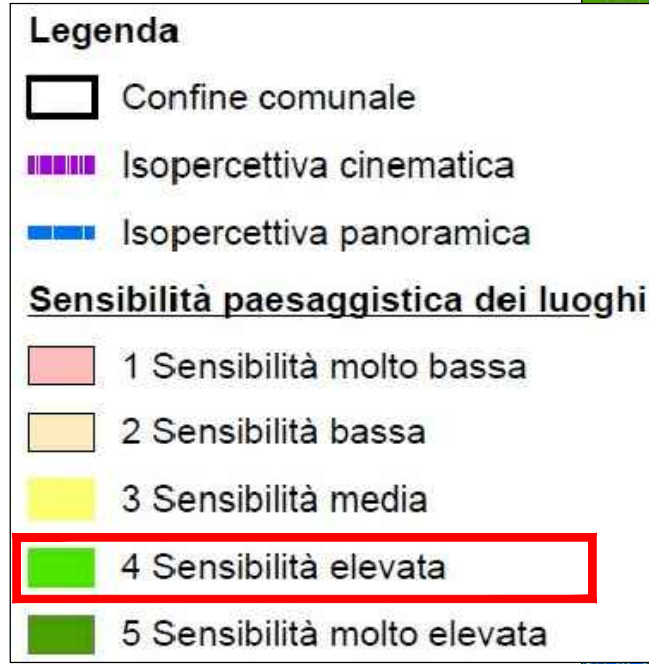 Legenda
Confine comunale
Isopercettiva cinematica
Isopercettiva panoramica
Sensibilità paesaggistica dei luoghi
1 Sensibilità molto bassa
2 Sensibilità bassa
3 Sensibilità media
4 Sensibilità elevata
5 Sensibilità molto elevata